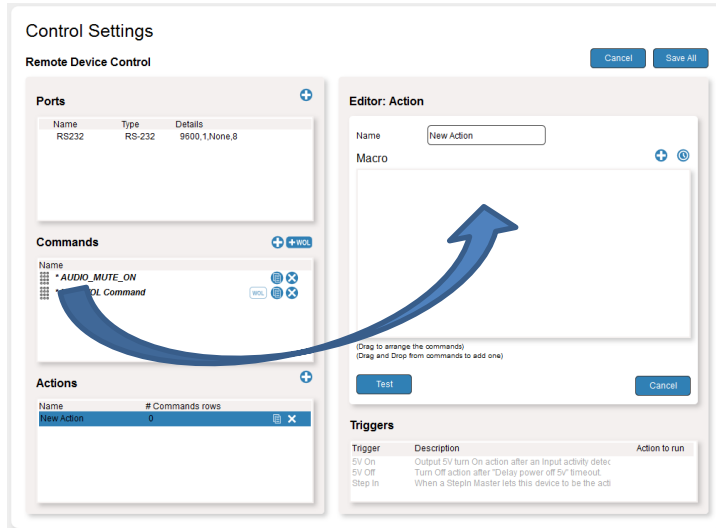 Control Settings
Remote Device Control
Cancel
Save All
Ports
Name Type Details
RS232 RS-232 9600,1,None,8
Commands
+WOL
Name
* AUDIO_MUTE_ON
* OL Command
WOL
Actions
Name # Commands rows
New Action 0
Editor: Action
Name New Action
Macro
(Drag to arrange the commands)
(Drag and Drop from commands to add one)
Test
Cancel
Triggers
Trigger Description Action to run
5V On Output 5V turn On action after an Input activity detec
5V Off Turn Off action after "Delay power off 5v" timeout.
Step In When a StepIn Master lets this device to be the acti